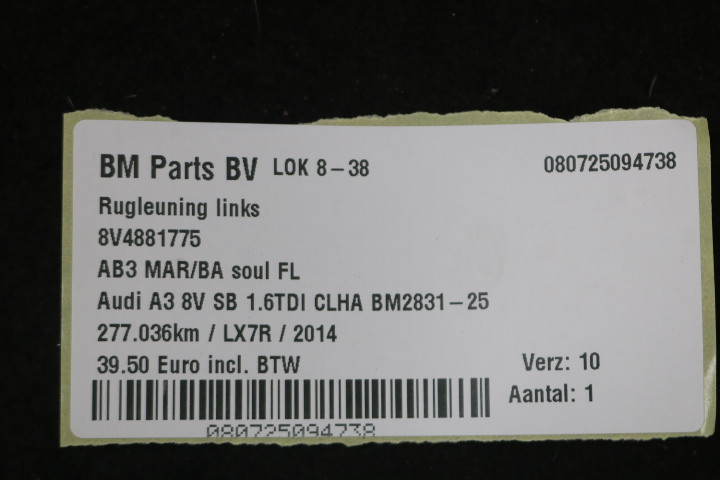 BM Parts BV LOK 8-38 080725094738
Rugleuning links
8V4881775
AB3 MAR/BA soul FL
Audi A3 8V SB 1.6TDI CLHA BM2831-25
277.036km / LX7R / 2014
39.50 Euro incl. BTW Verz: 10
Aantal: 1
080725094738